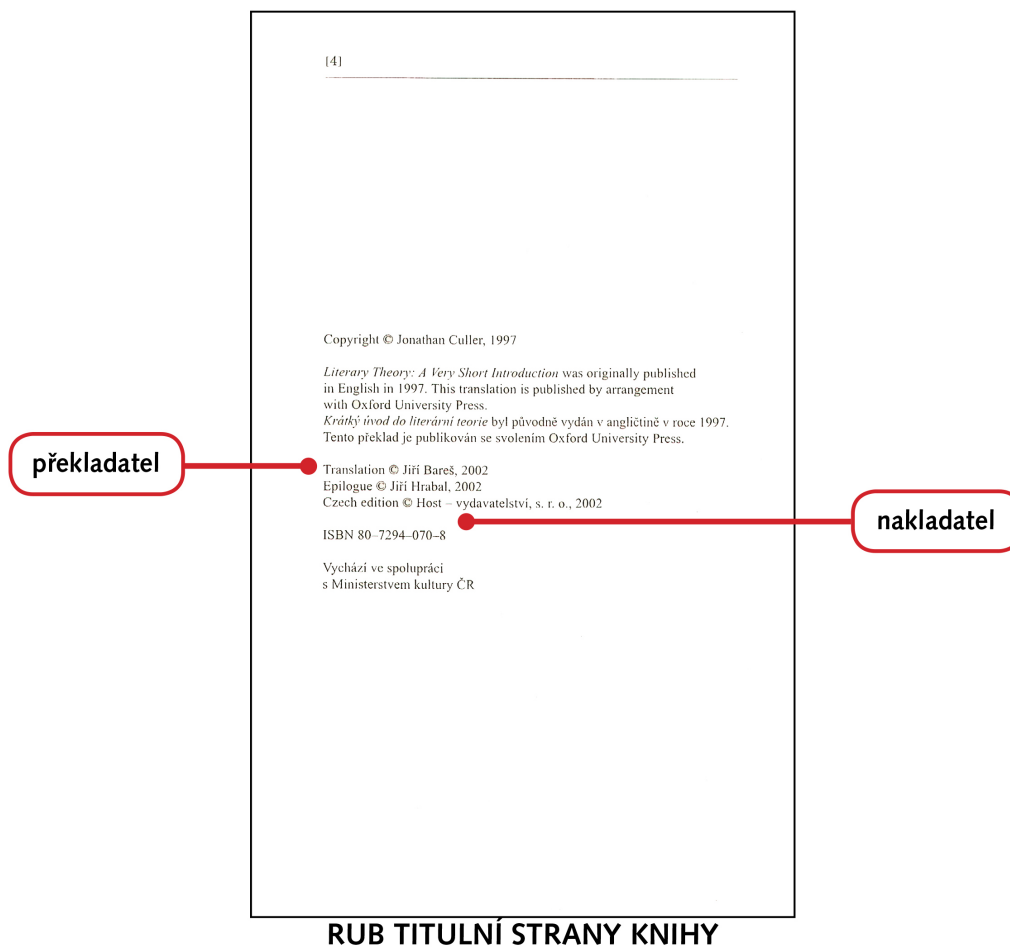 [4]
Copyright © Jonathan Culler, 1997
Literary Theory: A Very Short Introduction was originally published
in English in 1997. This translation is published by arrangement
with Oxford University Press.
Krátký úvod do literární teorie byl původně vydán v angličtině v roce 1997.
Tento překlad je publikován se svolením Oxford University Press.
překladatel
Translation © Jiří Bareš, 2002
Epilogue © Jiří Hrabal, 2002
Czech edition © Host – vydavatelství, s. r. o., 2002
nakladatel
ISBN 80–7294–070–8
Vychází ve spolupráci
s Ministerstvem kultury ČR
RUB TITULNÍ STRANY KNIHY